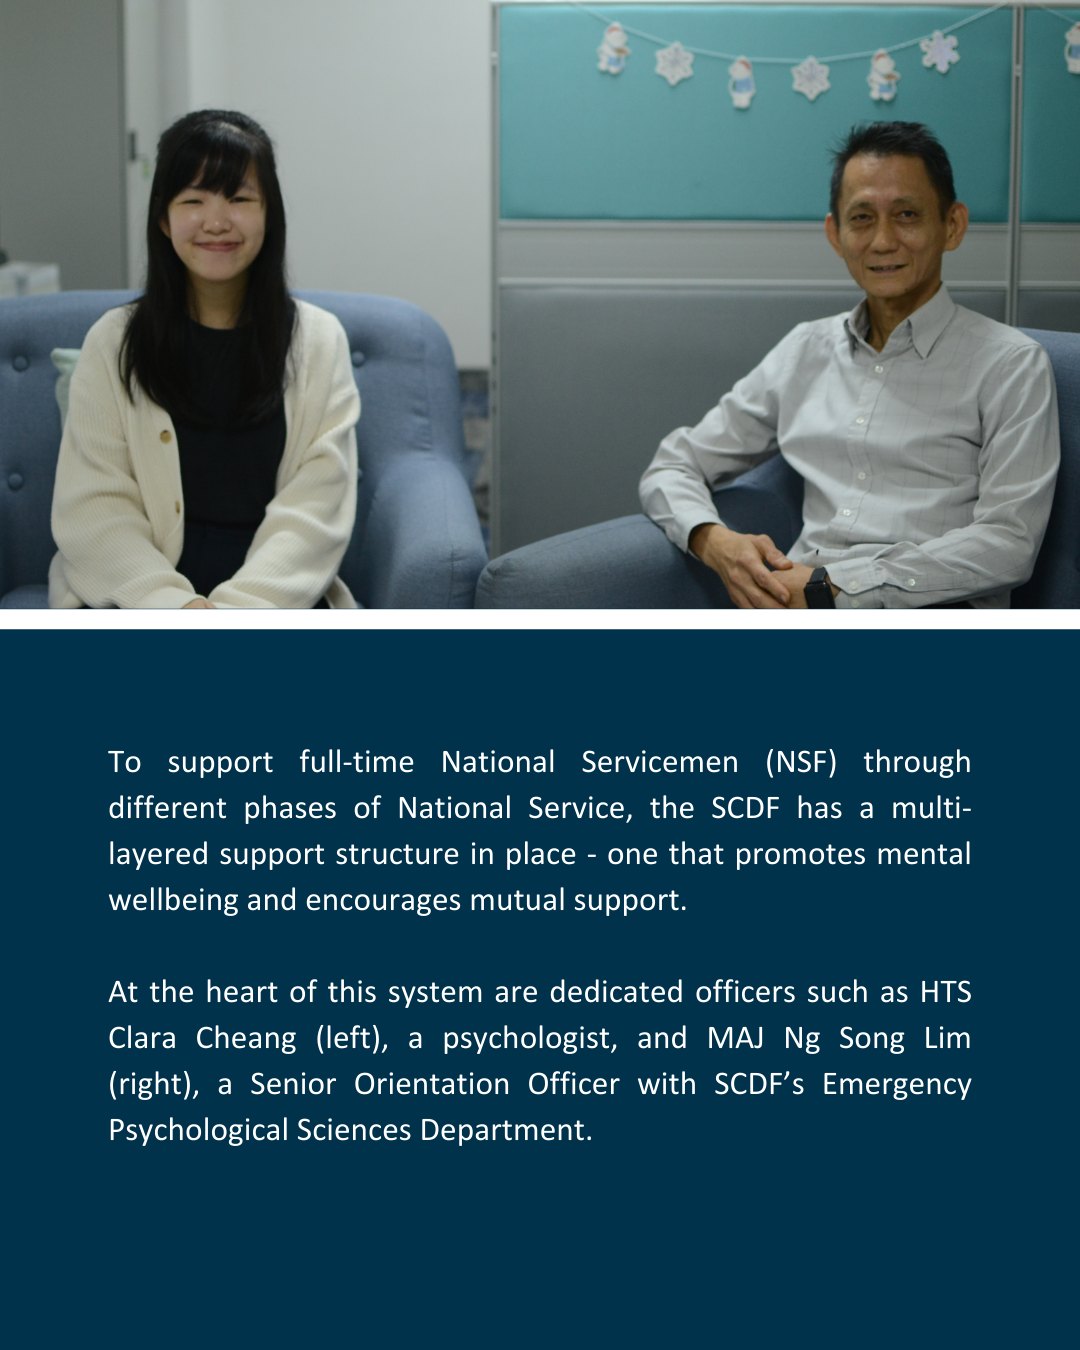 To support full-time National Servicemen (NSF) through
different phases of National Service, the SCDF has a multi-
layered support structure in place - one that promotes mental
wellbeing and encourages mutual support.
At the heart of this system are dedicated officers such as HTS
Clara Cheang (left), a psychologist, and MAJ Ng Song Lim
(right), a Senior Orientation Officer with SCDF’s Emergency
Psychological Sciences Department.